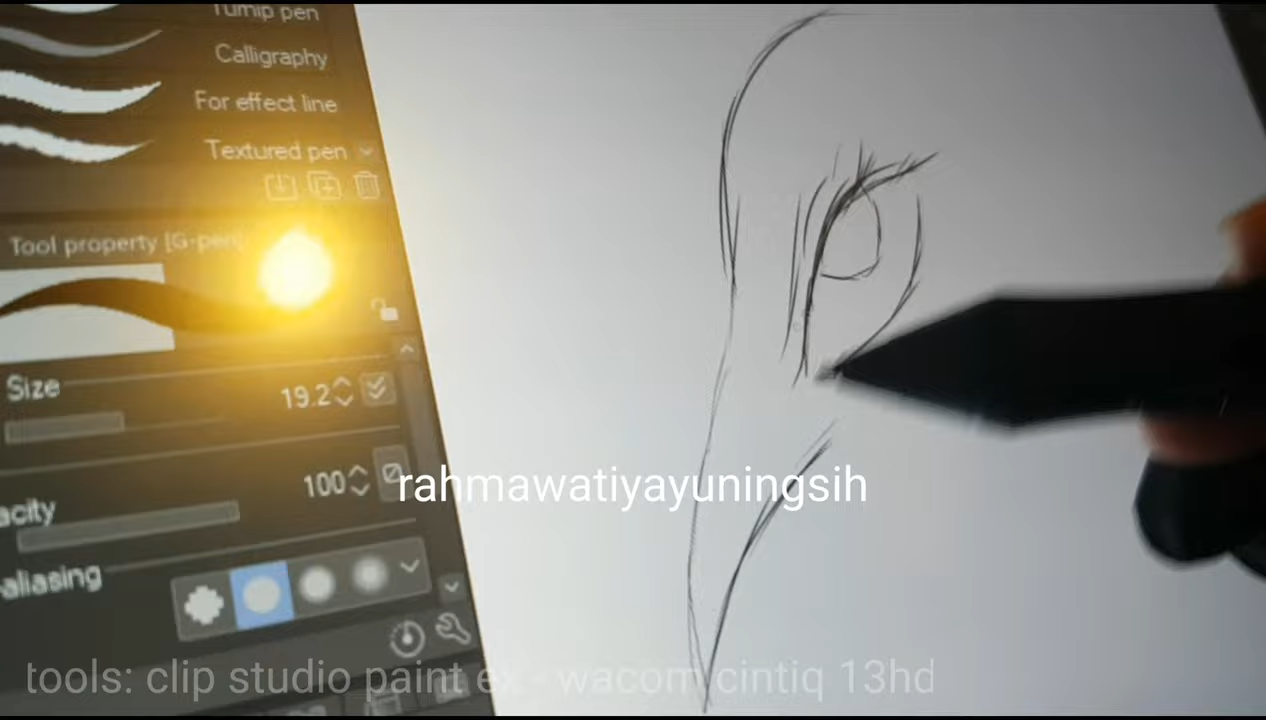 Turnip pen
Calligraphy
For effect line
Textured pen
Tool property [G-pen]
Size
19.2
100
acity
-aliasing
rahmawatiyayuningsih
tools: clip studio paint ex - wacom cintiq 13hd